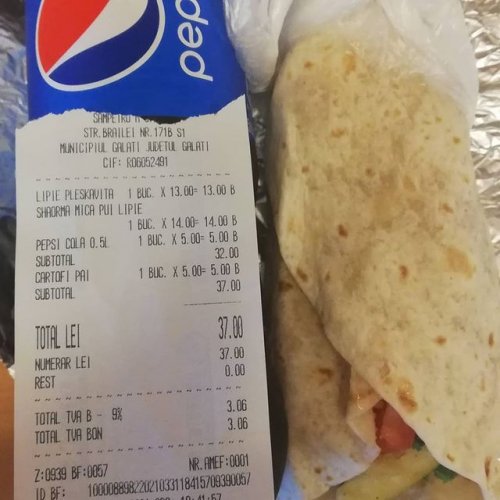 pep
STR.BRAILEI NR.171B S1
MUNICIPIUL GALATI JUDETUL GALATI
CIF: RO6052491
LIPIE PLESKAVITA 1 BUC. X 13.00= 13.00 B
SHAORMA MICA PUI LIPIE
1 BUC. X 14.00= 14.00 B
PEPSI COLA 0.5L 1 BUC. X 5.00= 5.00 B
SUBTOTAL 32.00
CARTOFI PAI 1 BUC. X 5.00= 5.00 B
SUBTOTAL 37.00
TOTAL LEI 37.00
NUMERAR LEI 37.00
REST 0.00
TOTAL TVA B - 9% 3.06
TOTAL TVA BON 3.06
Z:0939 BF:0057 NR.AMEF:0001
ID BF: 10000889822021033118415709390057